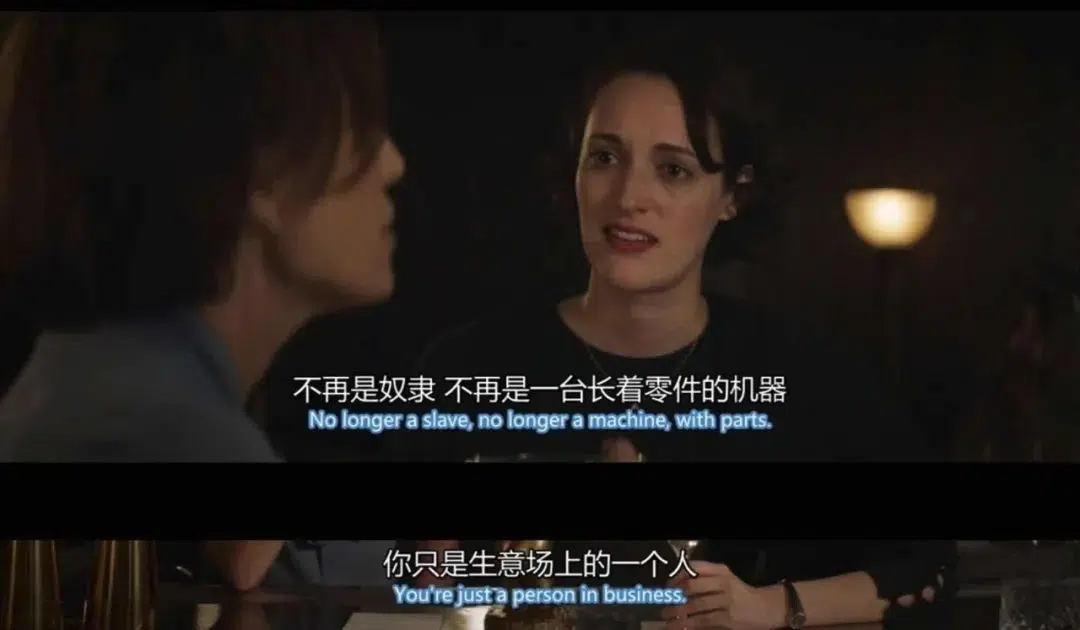 不再是奴隶 不再是一台长着零件的机器
No longer a slave, no longer a machine, with parts.
你只是生意场上的一个人
You're just a person in business.